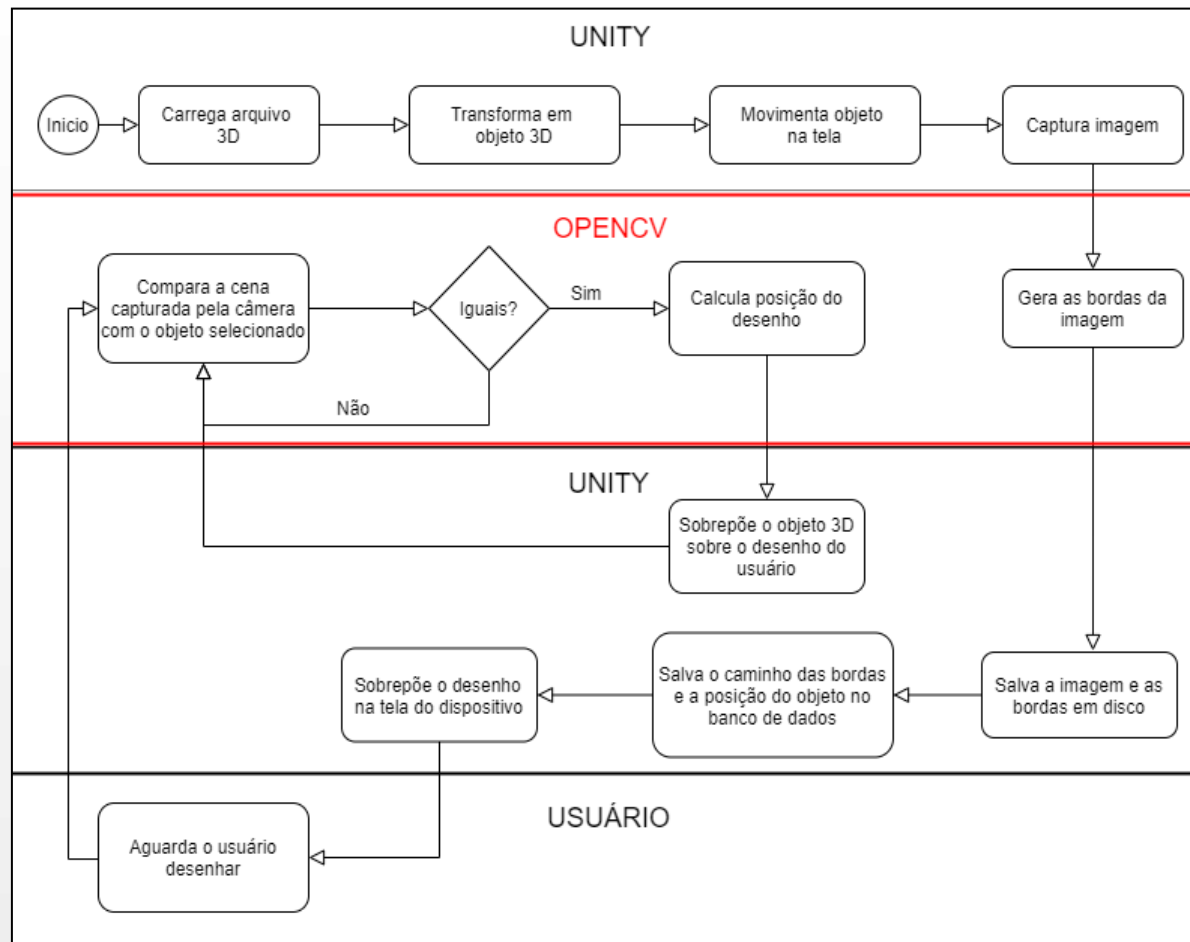 UNITY
Inicio
Carrega arquivo
3D
Transforma em
objeto 3D
Movimenta objeto
na tela
Captura imagem
OPENCV
Compara a cena
capturada pela câmera
com o objeto selecionado
Iguais?
Sim
Calcula posição do
desenho
Gera as bordas da
imagem
Não
UNITY
Sobrepõe o objeto 3D
sobre o desenho do
usuário
Sobrepõe o desenho
na tela do dispositivo
Salva o caminho das bordas
e a posição do objeto no
banco de dados
Salva a imagem e as
bordas em disco
USUÁRIO
Aguarda o usuário
desenhar